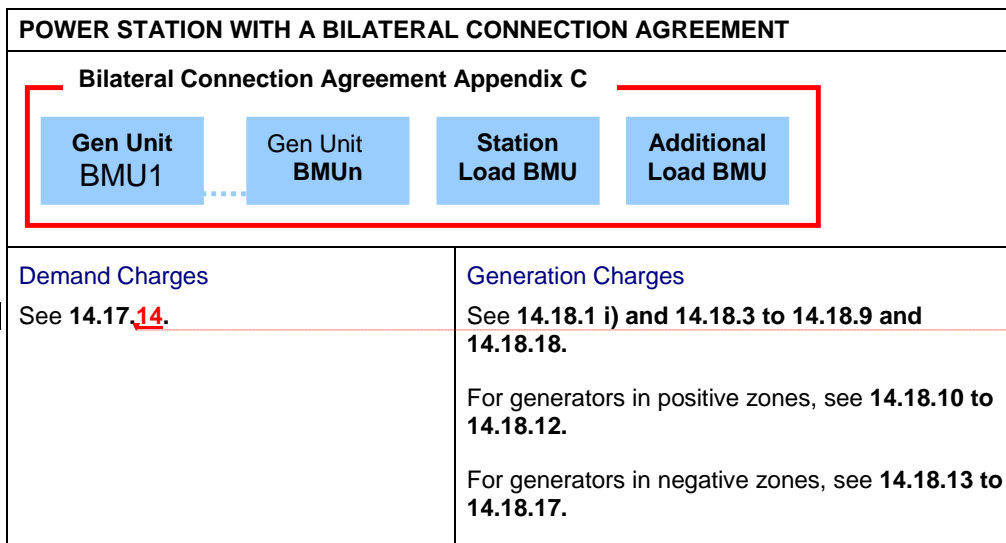 POWER STATION WITH A BILATERAL CONNECTION AGREEMENT
Bilateral Connection Agreement Appendix C
Gen Unit
BMU1
Gen Unit
BMUn
Station
Load BMU
Additional
Load BMU
Demand Charges
See 14.17.14.
Generation Charges
See 14.18.1 i) and 14.18.3 to 14.18.9 and
14.18.18.
For generators in positive zones, see 14.18.10 to
14.18.12.
For generators in negative zones, see 14.18.13 to
14.18.17.